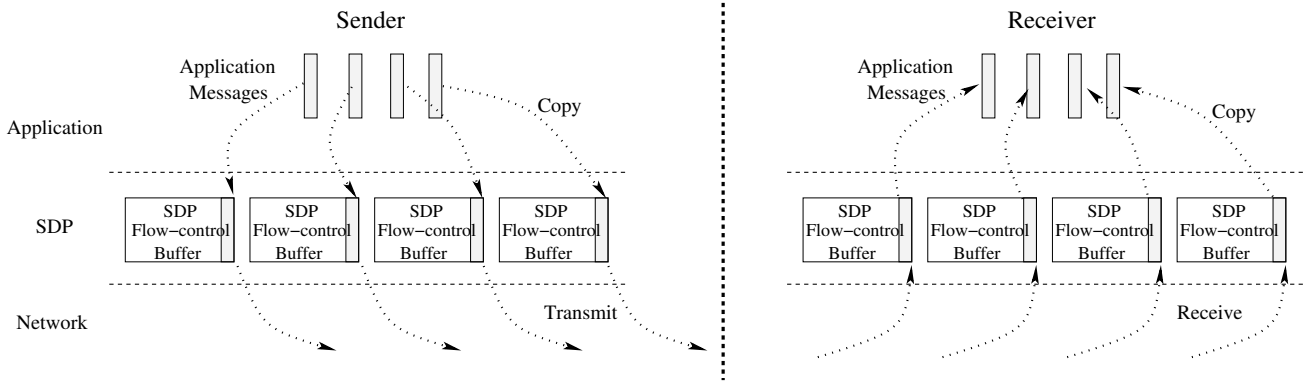 Sender
Receiver
Application
Messages
Copy
Application
Messages
Copy
Application
SDP
SDP
Flow−control
Buffer
SDP
Flow−control
Buffer
SDP
Flow−control
Buffer
SDP
Flow−control
Buffer
SDP
Flow−control
Buffer
SDP
Flow−control
Buffer
SDP
Flow−control
Buffer
SDP
Flow−control
Buffer
Network
Transmit
Receive